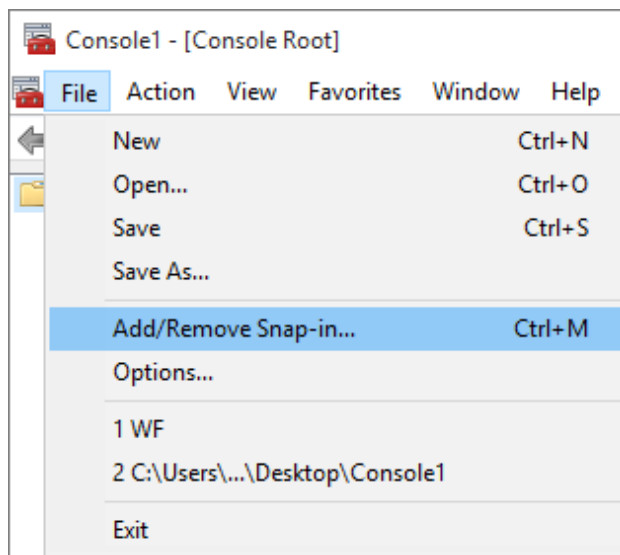 Console1 - [Console Root]
File Action View Favorites Window Help
New Ctrl+N
Open... Ctrl+O
Save Ctrl+S
Save As...
Add/Remove Snap-in... Ctrl+M
Options...
1 WF
2 C:\Users\...\Desktop\Console1
Exit